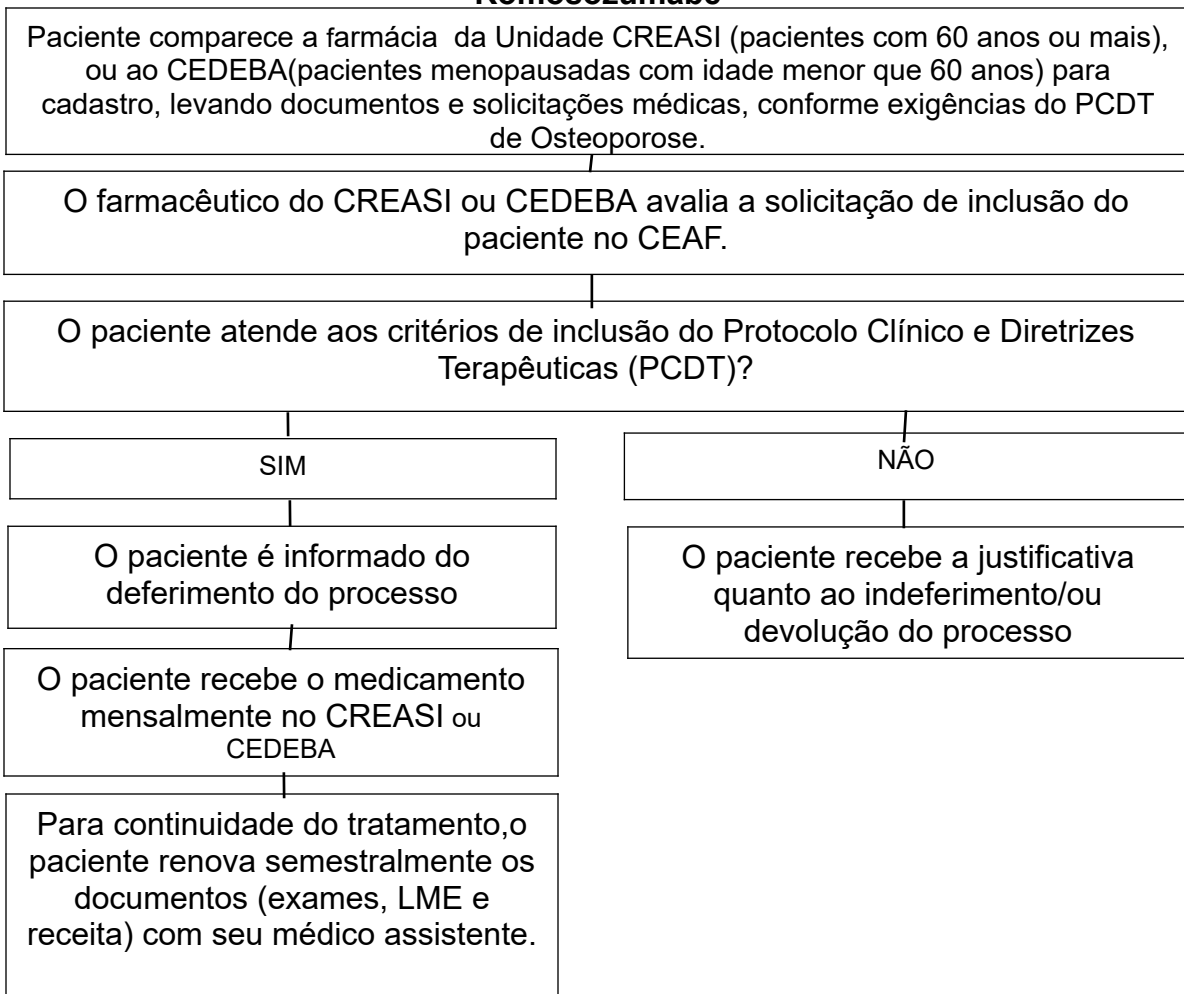 Romosozumabe
Paciente comparece a farmácia da Unidade CREASI (pacientes com 60 anos ou mais),
ou ao CEDEBA(pacientes menopausadas com idade menor que 60 anos) para
cadastro, levando documentos e solicitações médicas, conforme exigências do PCDT
de Osteoporose.
O farmacêutico do CREASI ou CEDEBA avalia a solicitação de inclusão do
paciente no CEAF.
O paciente atende aos critérios de inclusão do Protocolo Clínico e Diretrizes
Terapêuticas (PCDT)?
SIM
O paciente é informado do
deferimento do processo
O paciente recebe o medicamento
mensalmente no CREASI ou
CEDEBA
Para continuidade do tratamento,o
paciente renova semestralmente os
documentos (exames, LME e
receita) com seu médico assistente.
NÃO
O paciente recebe a justificativa
quanto ao indeferimento/ou
devolução do processo